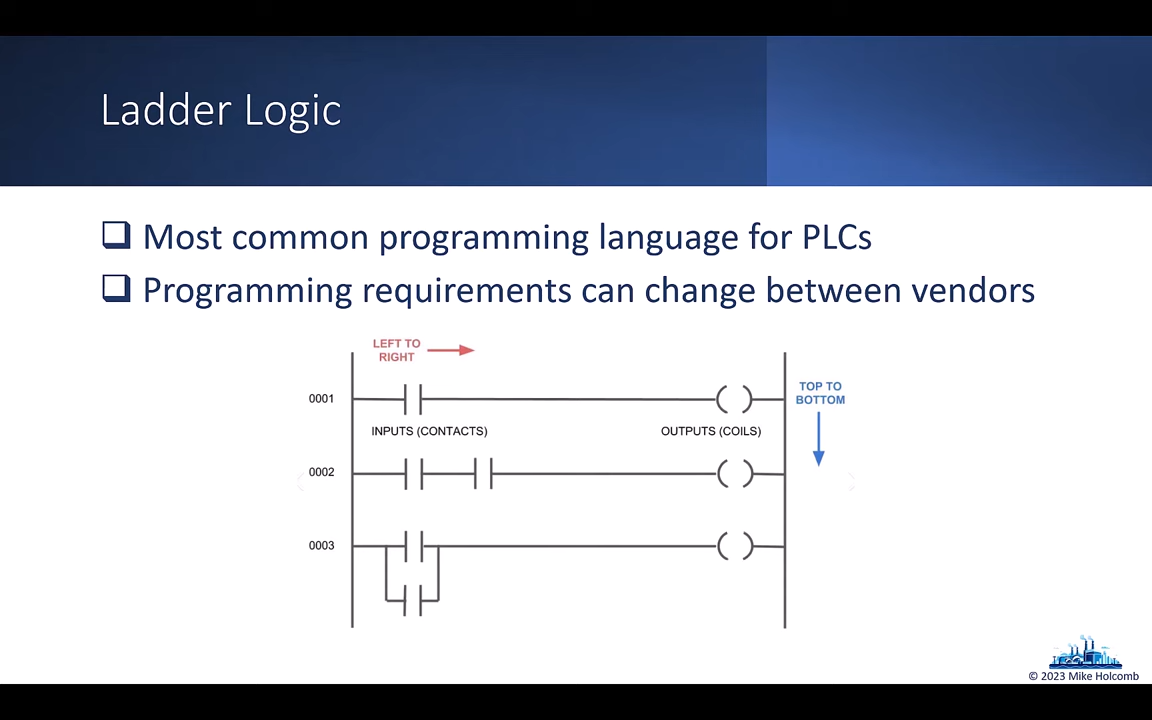 Ladder Logic
Most common programming language for PLCs
Programming requirements can change between vendors
LEFT TO
RIGHT
TOP TO
BOTTOM
0001
INPUTS (CONTACTS)
OUTPUTS (COILS)
0002
0003
© 2023 Mike Holcomb